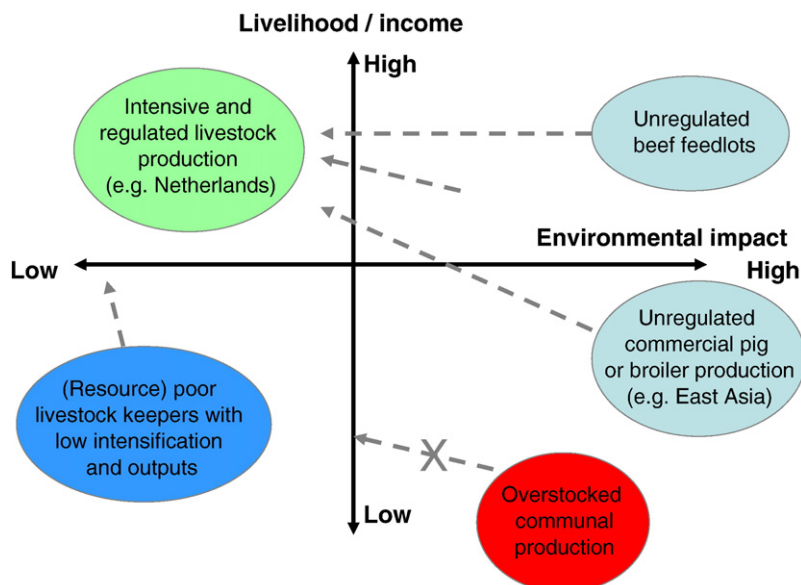 Livelihood / income
High
Intensive and
regulated livestock
production
(e.g. Netherlands)
Unregulated
beef feedlots
Environmental impact
Low
High
Unregulated
commercial pig
or broiler production
(e.g. East Asia)
(Resource) poor
livestock keepers with
low intensification
and outputs
X
Low
Overstocked
communal
production